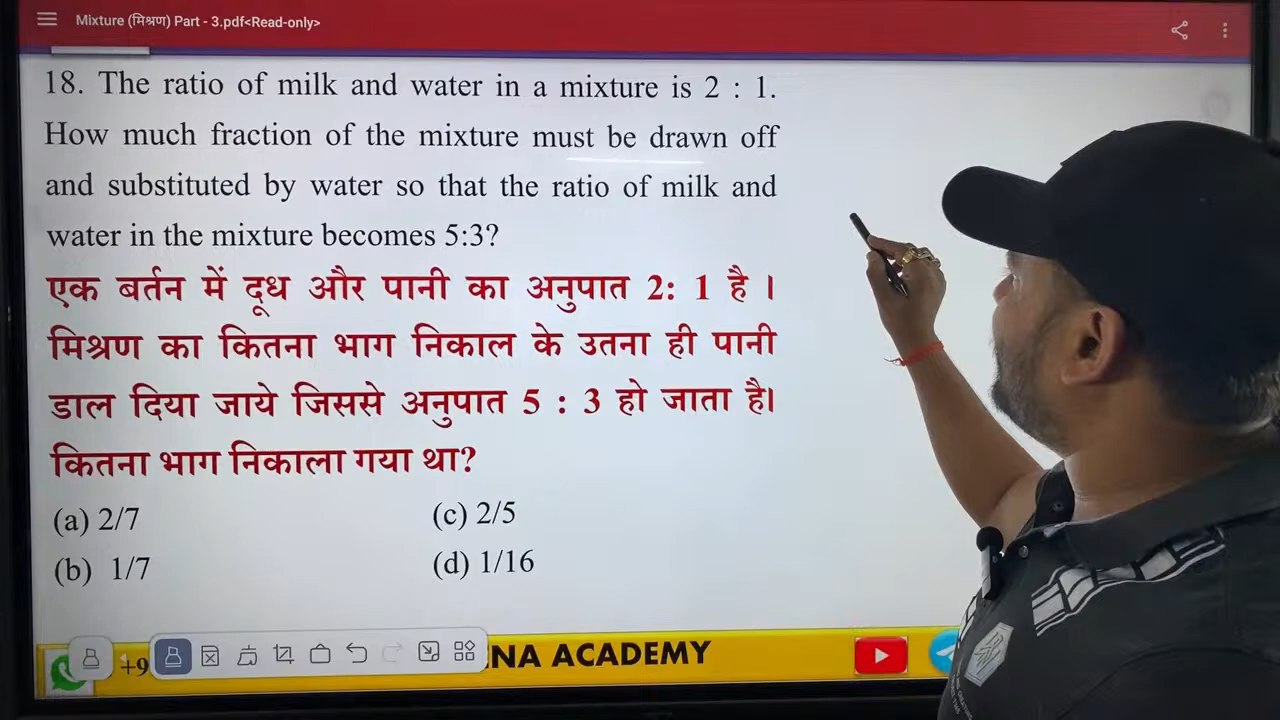 Mixture (मिश्रण) Part - 3.pdf<Read-only>
18. The ratio of milk and water in a mixture is 2 : 1.
How much fraction of the mixture must be drawn off
and substituted by water so that the ratio of milk and
water in the mixture becomes 5:3?
एक बर्तन में दूध और पानी का अनुपात 2: 1 है ।
मिश्रण का कितना भाग निकाल के उतना ही पानी
डाल दिया जाये जिससे अनुपात 5 : 3 हो जाता है।
कितना भाग निकाला गया था?
(a) 2/7
(c) 2/5
(b) 1/7
(d) 1/16
+9
NA ACADEMY